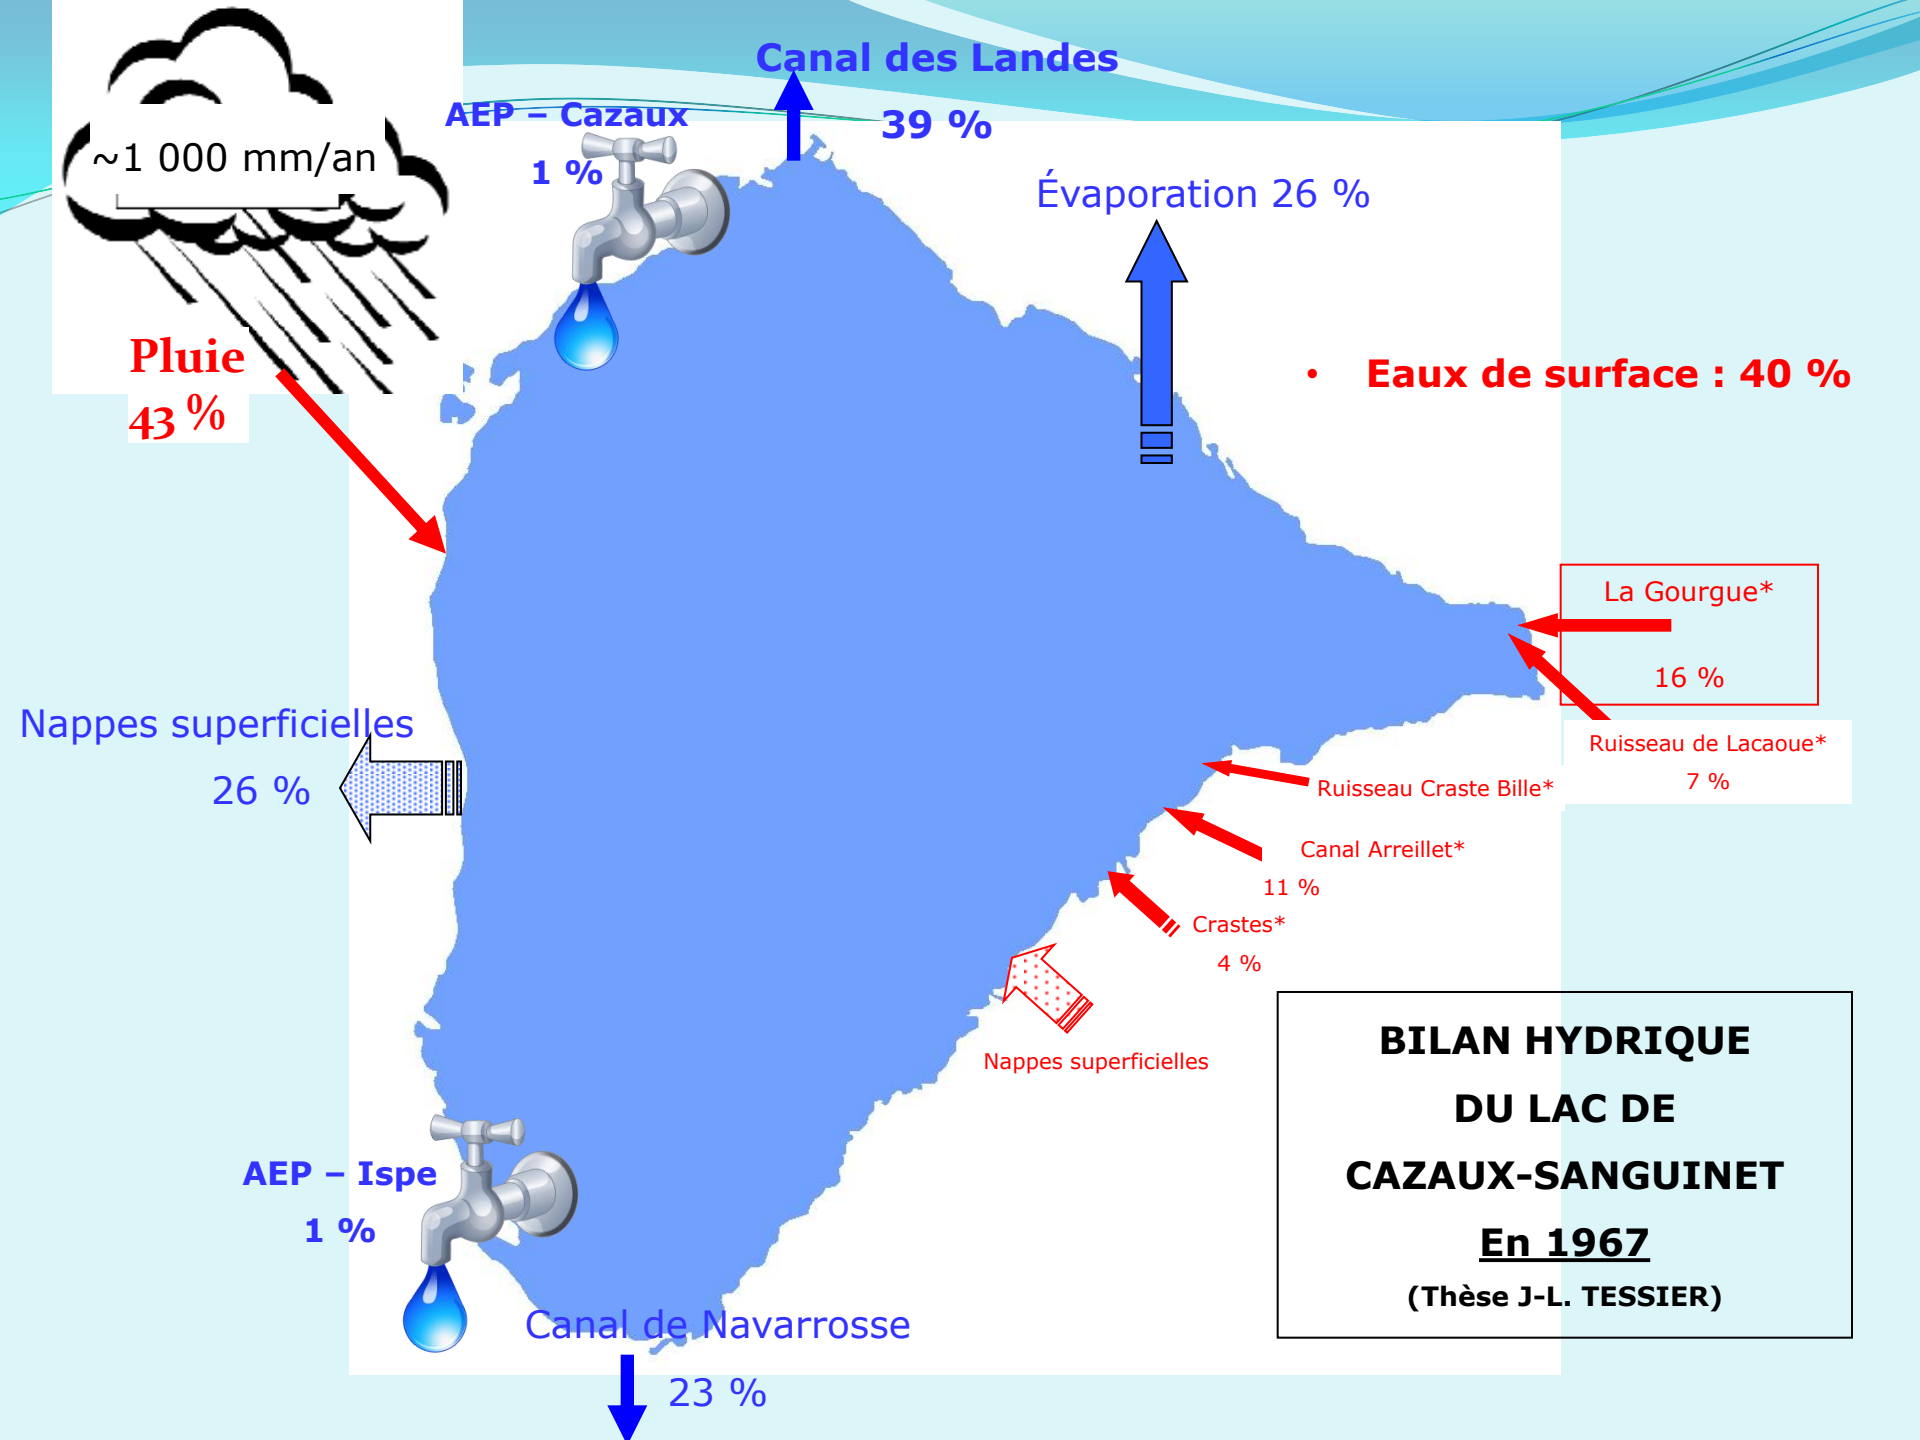 Canal des Landes
39 %
AEP – Cazaux
1 %
~1 000 mm/an
Évaporation 26 %
Pluie
43 %
• Eaux de surface : 40 %
La Gourgue*
16 %
Nappes superficielles
26 %
Ruisseau de Lacaoue*
7 %
Ruisseau Craste Bille*
Canal Arreillet*
11 %
Crastes*
4 %
Nappes superficielles
BILAN HYDRIQUE
DU LAC DE
CAZAUX-SANGUINET
En 1967
(Thèse J-L. TESSIER)
AEP – Ispe
1 %
Canal de Navarrosse
23 %